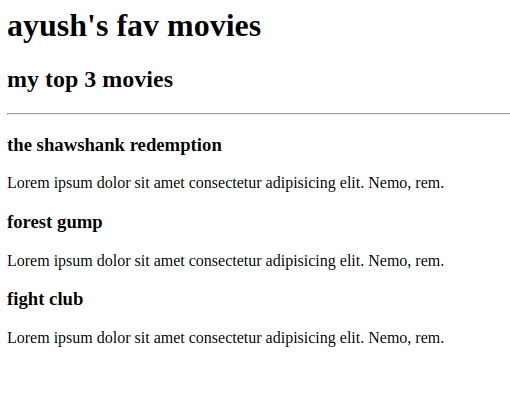 ayush's fav movies
my top 3 movies
the shawshank redemption
Lorem ipsum dolor sit amet consectetur adipisicing elit. Nemo, rem.
forest gump
Lorem ipsum dolor sit amet consectetur adipisicing elit. Nemo, rem.
fight club
Lorem ipsum dolor sit amet consectetur adipisicing elit. Nemo, rem.